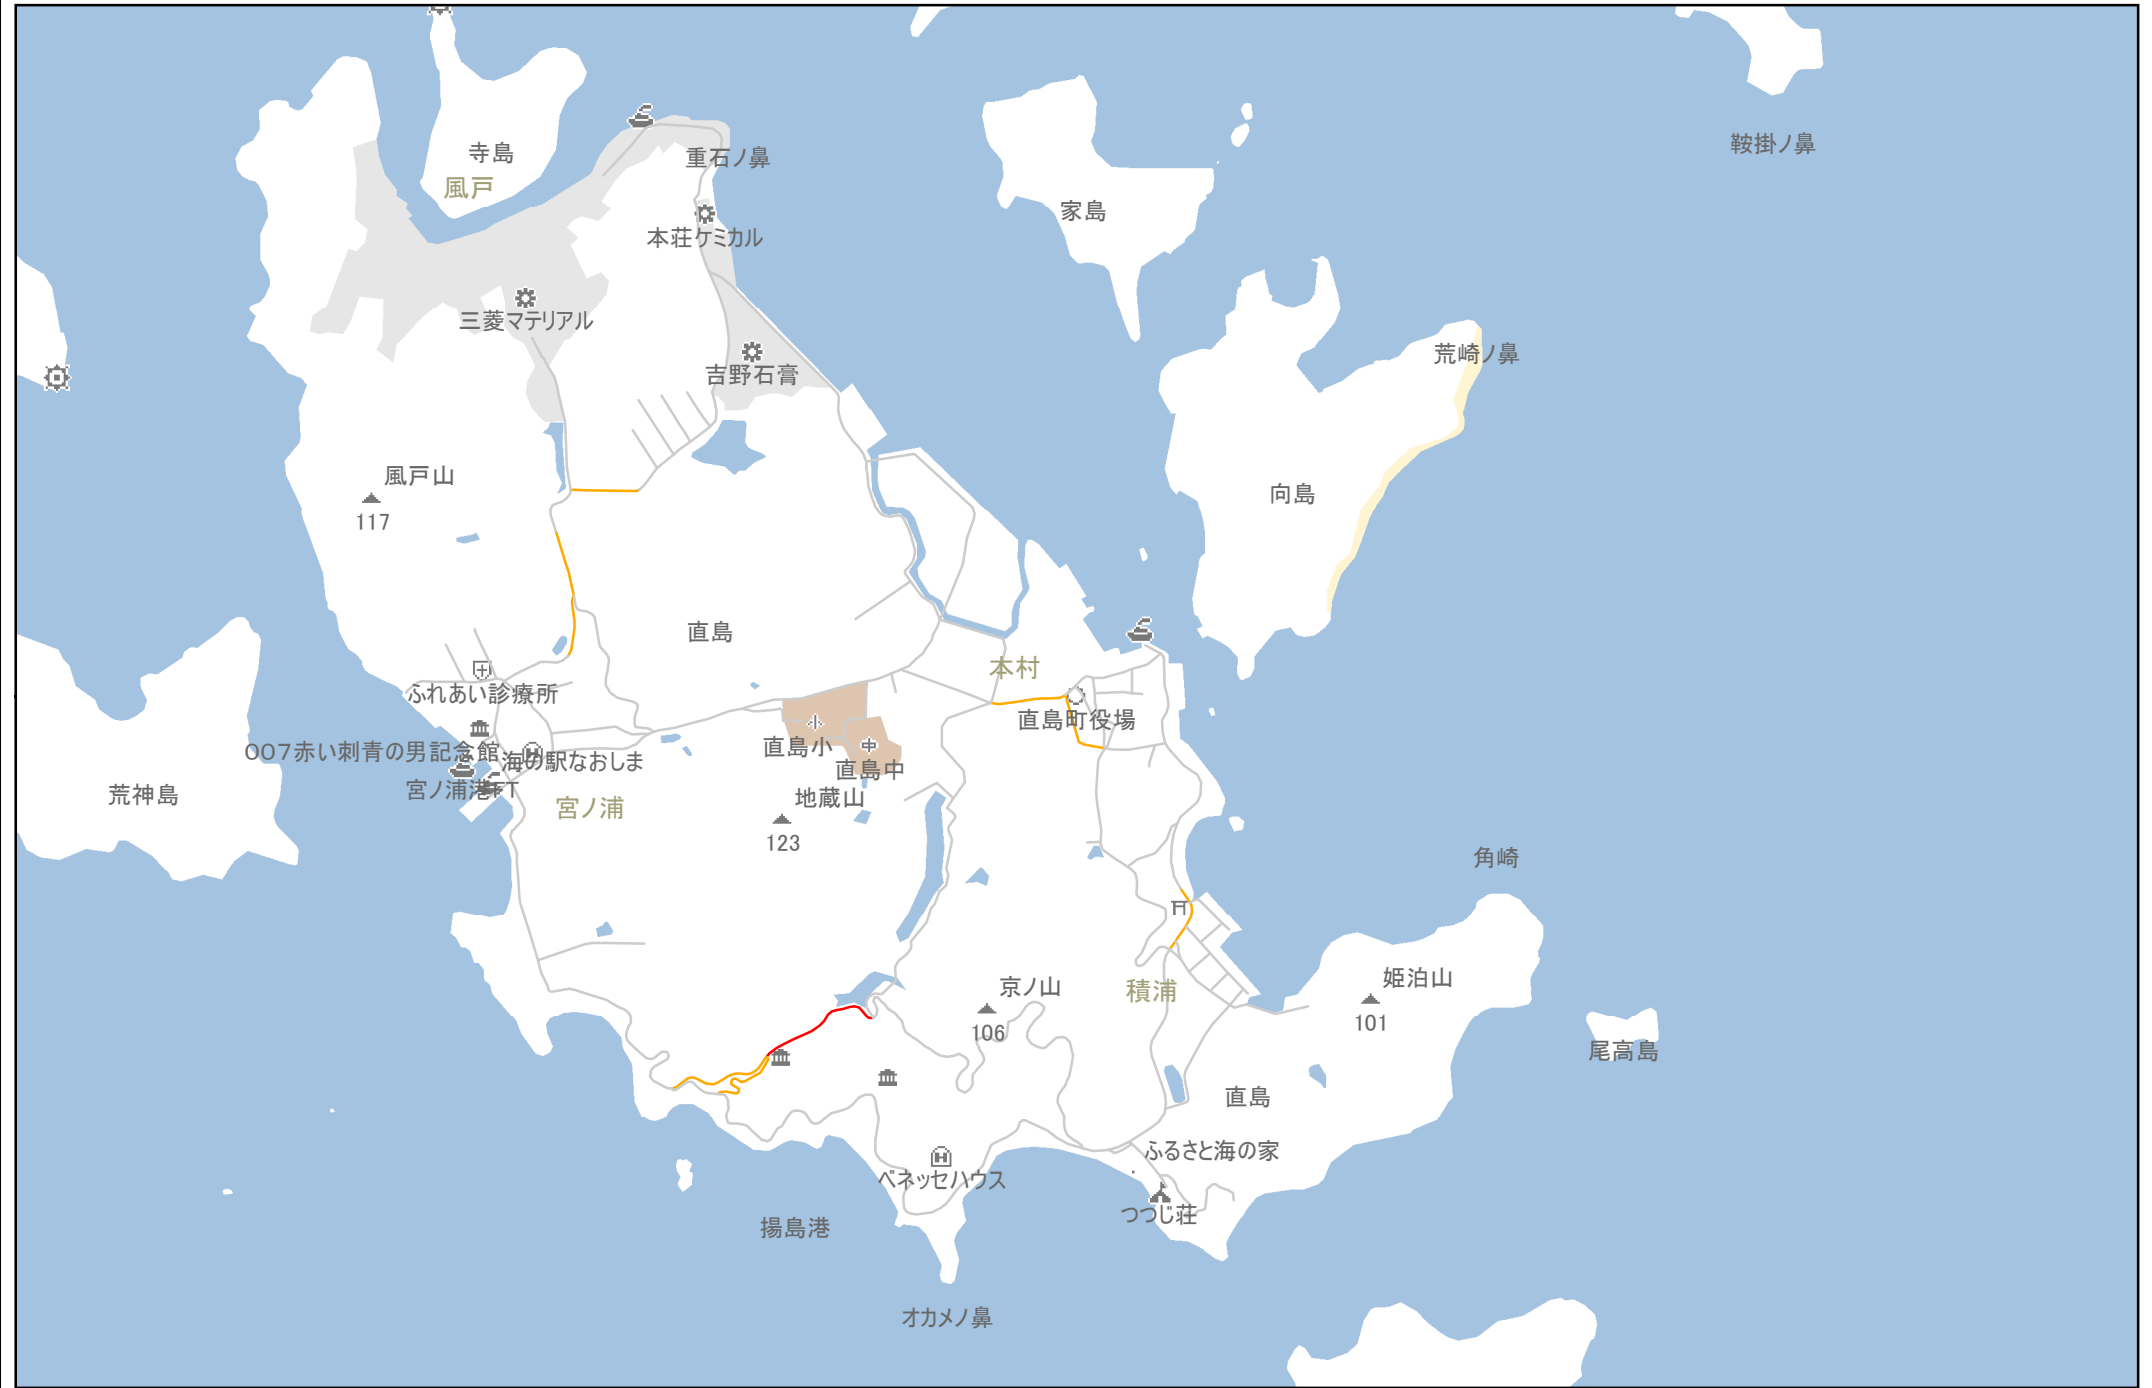 鞍掛ノ鼻
寺島
重石ノ鼻
風戸
家島
本荘ケミカル
三菱マテリアル
荒崎ノ鼻
吉野石膏
風戸山
117
向島
直島
本村
ふれあい診療所
直島町役場
007赤い刺青の男記念館
海の駅なおしま
直島小
直島中
宮ノ浦港FT
荒神島
宮ノ浦
地蔵山
123
角崎
姫泊山
101
京ノ山
106
積浦
尾高島
直島
ふるさと海の家
ベネッセハウス
つつじ荘
揚島港
オカメノ鼻